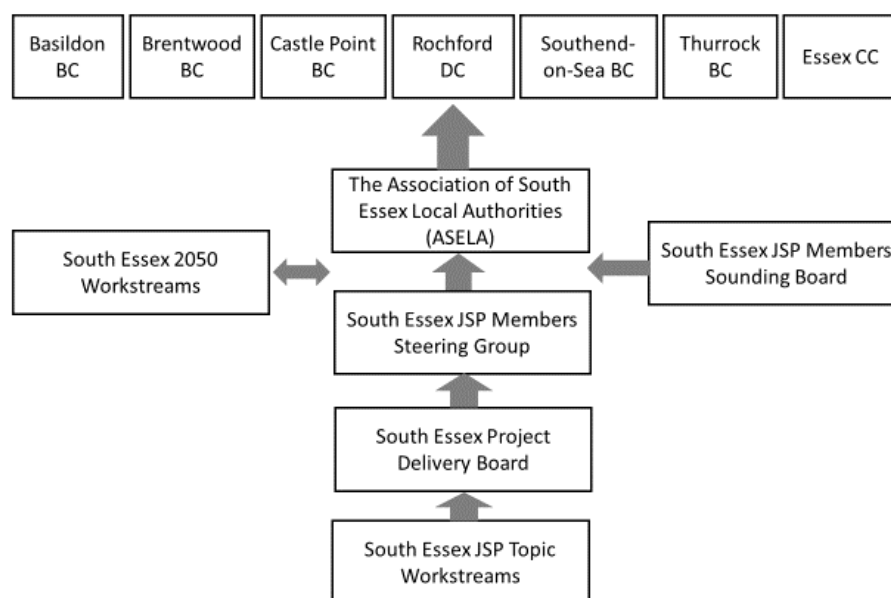 Basildon
BC
Brentwood
BC
Castle Point
BC
Rochford
DC
Southend-
on-Sea BC
Thurrock
BC
Essex CC
The Association of South
Essex Local Authorities
(ASELA)
South Essex 2050
Workstreams
South Essex JSP Members
Sounding Board
South Essex JSP Members
Steering Group
South Essex Project
Delivery Board
South Essex JSP Topic
Workstreams